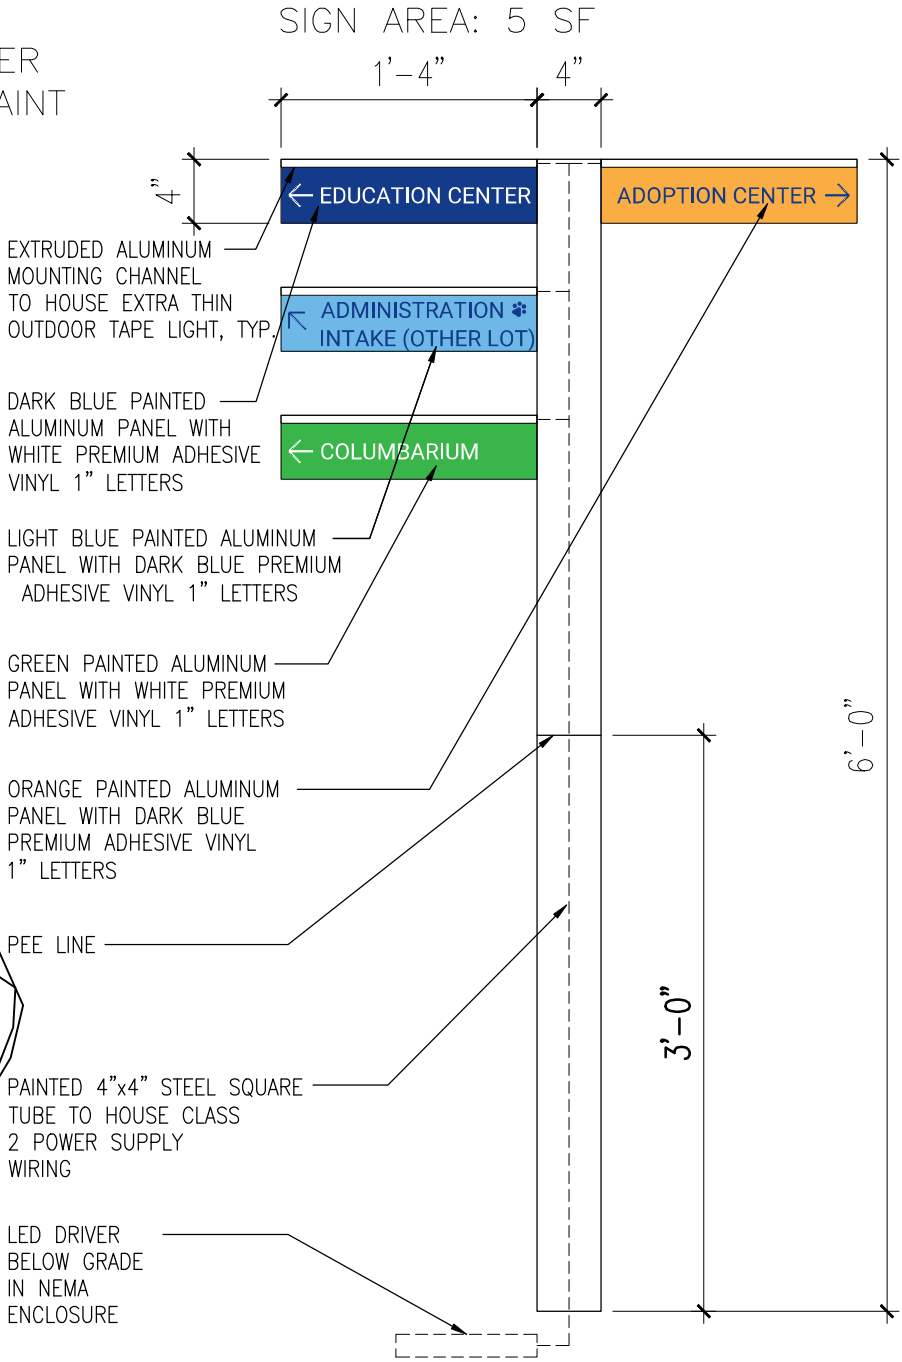 SIGN AREA: 5 SF
ER
AINT
1'-4"
4"
4"
← EDUCATION CENTER
ADOPTION CENTER →
EXTRUDED ALUMINUM
MOUNTING CHANNEL
TO HOUSE EXTRA THIN
OUTDOOR TAPE LIGHT, TYP.
ADMINISTRATION
INTAKE (OTHER LOT)
DARK BLUE PAINTED
ALUMINUM PANEL WITH
WHITE PREMIUM ADHESIVE
VINYL 1" LETTERS
← COLUMBARIUM
LIGHT BLUE PAINTED ALUMINUM
PANEL WITH DARK BLUE PREMIUM
ADHESIVE VINYL 1" LETTERS
GREEN PAINTED ALUMINUM
PANEL WITH WHITE PREMIUM
ADHESIVE VINYL 1" LETTERS
6'-0"
ORANGE PAINTED ALUMINUM
PANEL WITH DARK BLUE
PREMIUM ADHESIVE VINYL
1" LETTERS
PEE LINE
3'-0"
PAINTED 4"x4" STEEL SQUARE
TUBE TO HOUSE CLASS
2 POWER SUPPLY
WIRING
LED DRIVER
BELOW GRADE
IN NEMA
ENCLOSURE